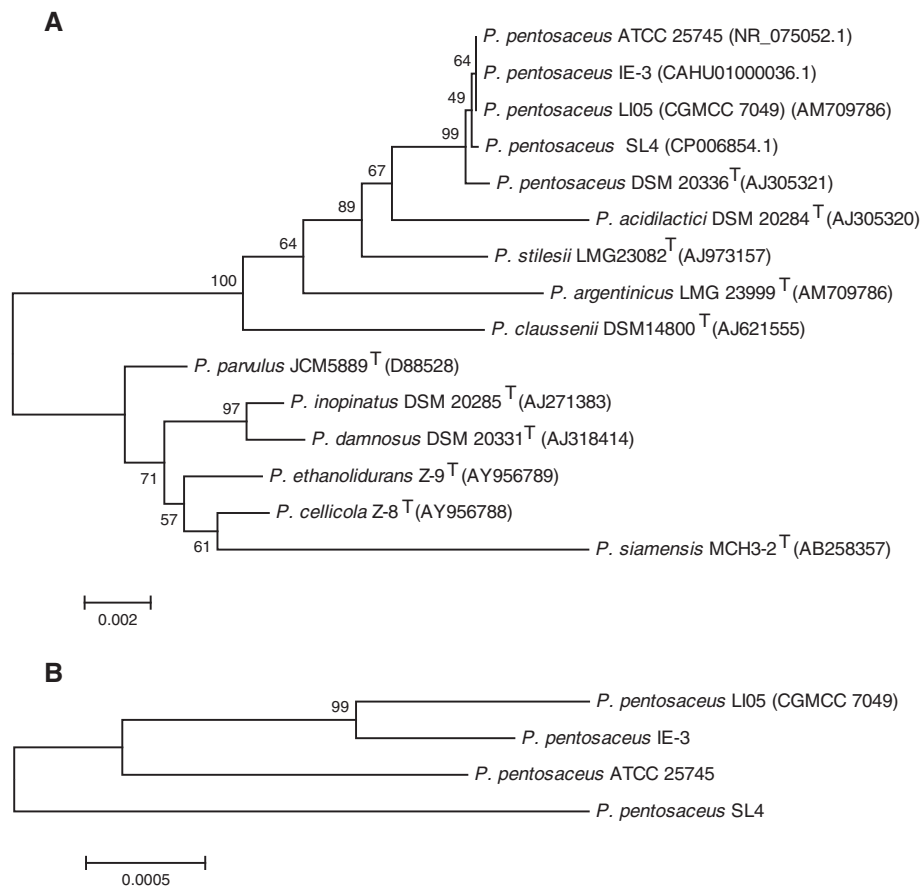 A
P. pentosaceus ATCC 25745 (NR_075052.1)
64
P. pentosaceus IE-3 (CAHU01000036.1)
49
P. pentosaceus LI05 (CGMCC 7049) (AM709786)
99
P. pentosaceus SL4 (CP006854.1)
67
P. pentosaceus DSM 20336T(AJ305321)
89
P. acidilactici DSM 20284 T(AJ305320)
64
P. stilesii LMG23082T(AJ973157)
100
P. argentinicus LMG 23999 T(AM709786)
P. claussenii DSM14800 T(AJ621555)
P. parvulus JCM5889 T(D88528)
97
P. inopinatus DSM 20285 T(AJ271383)
P. damnosus DSM 20331T (AJ318414)
71
P. ethanolidurans Z-9 T(AY956789)
57
P. cellicola Z-8 T(AY956788)
61
P. siamensis MCH3-2 T(AB258357)
0.002
B
99
P. pentosaceus LI05 (CGMCC 7049)
P. pentosaceus IE-3
P. pentosaceus ATCC 25745
P. pentosaceus SL4
0.0005